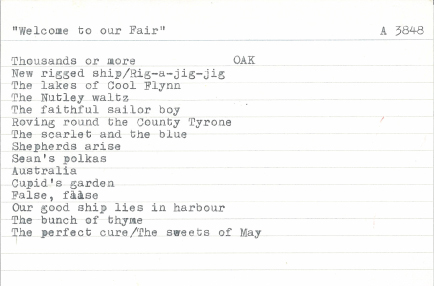 "Welcome to our Fair" A 3848
Thousands or more OAK
New rigged ship/Rig-a-jig-jig
The lakes of Cool Flynn
The Nutley waltz
The faithful sailor boy
Roving round the County Tyrone
The scarlet and the blue
Shepherds arise
Sean's polkas
Australia
Cupid's garden
False, false
Our good ship lies in harbour
The bunch of thyme
The perfect cure/The sweets of May